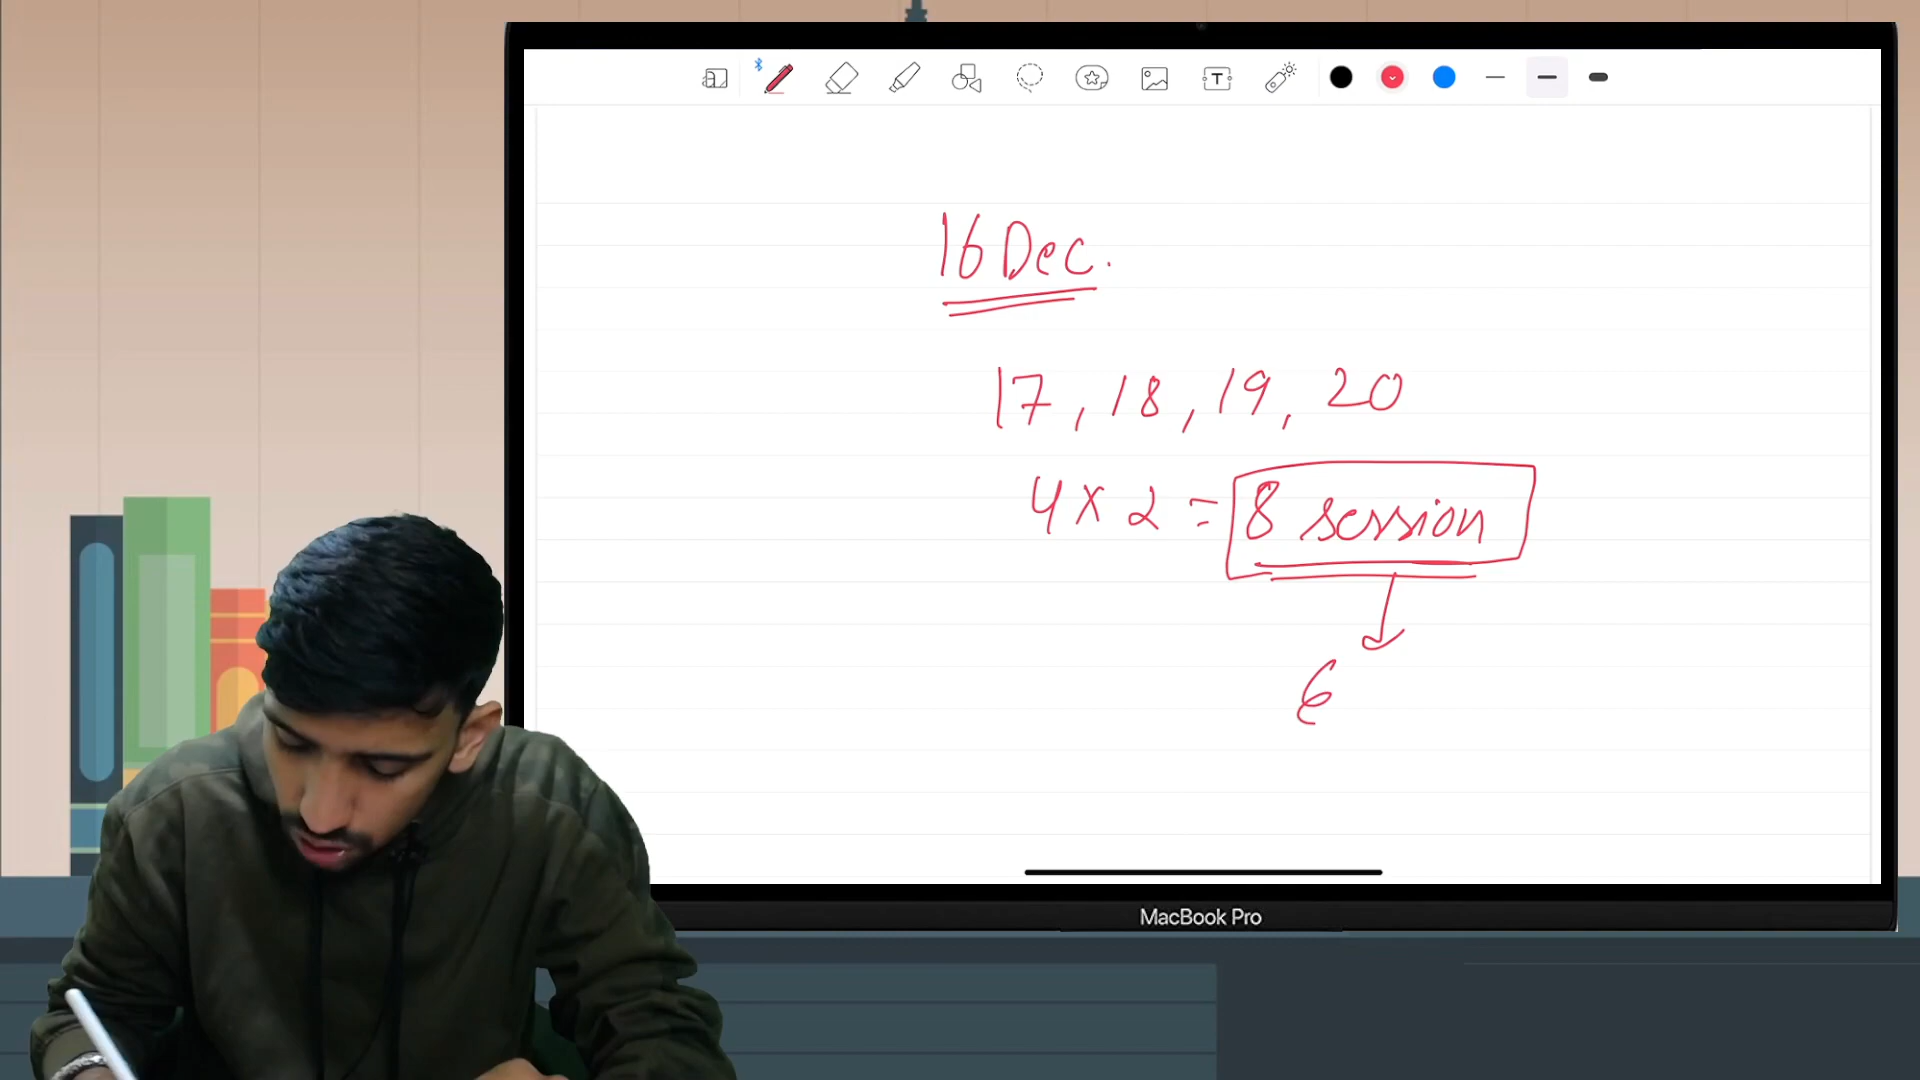 16 Dec.
17, 18, 19, 20
4 x 2 = 8 session
6
MacBook Pro